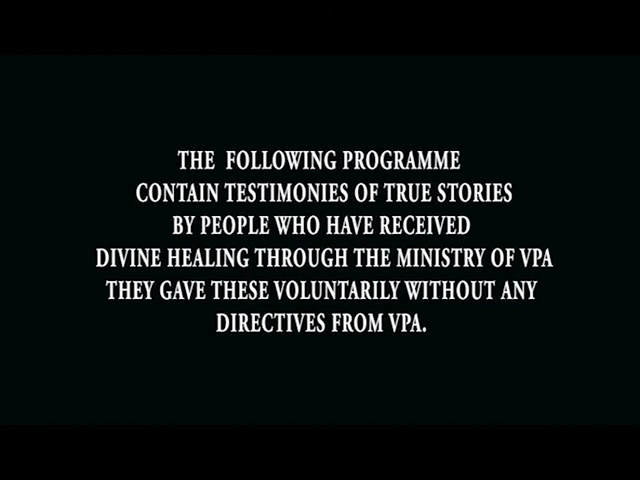 THE FOLLOWING PROGRAMME
CONTAIN TESTIMONIES OF TRUE STORIES
BY PEOPLE WHO HAVE RECEIVED
DIVINE HEALING THROUGH THE MINISTRY OF VPA
THEY GAVE THESE VOLUNTARILY WITHOUT ANY
DIRECTIVES FROM VPA.